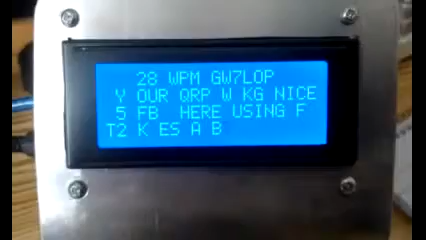 28 WPM GW7LOP
Y OUR QRP W KG NICE
5 FB HERE USING F
T2 K ES A B